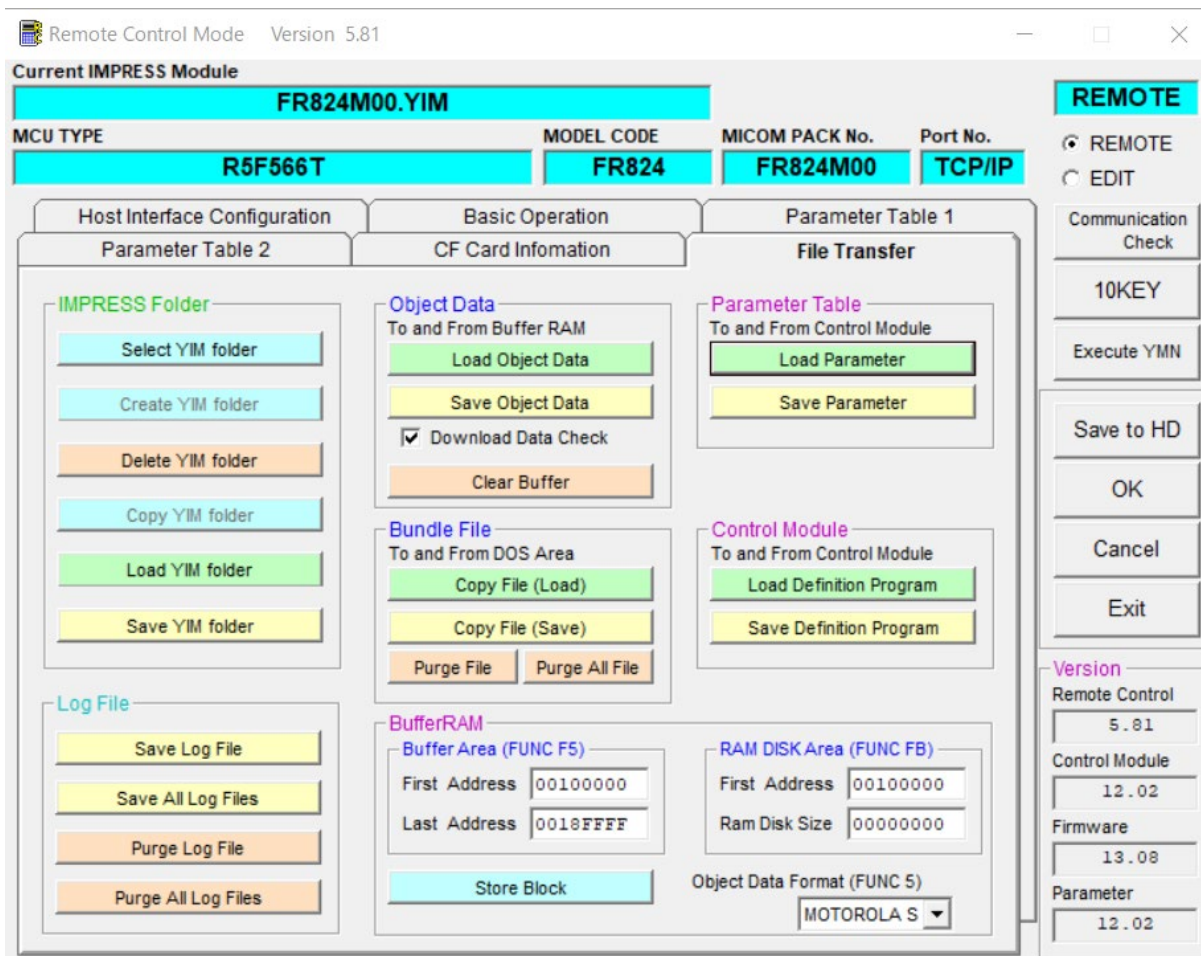 Remote Control Mode Version 5.81
Current IMPRESS Module
FR824M00.YIM
REMOTE
MCU TYPE MODEL CODE MICOM PACK No. Port No.
R5F566T FR824 FR824M00 TCP/IP
REMOTE
EDIT
Host Interface Configuration Basic Operation Parameter Table 1
Parameter Table 2 CF Card Infomation File Transfer
Communication
Check
10KEY
Execute YMN
Save to HD
OK
Cancel
Exit
IMPRESS Folder
Select YIM folder
Create YIM folder
Delete YIM folder
Copy YIM folder
Load YIM folder
Save YIM folder
Object Data
To and From Buffer RAM
Load Object Data
Save Object Data
Download Data Check
Clear Buffer
Parameter Table
To and From Control Module
Load Parameter
Save Parameter
Bundle File
To and From DOS Area
Copy File (Load)
Copy File (Save)
Purge File Purge All File
Control Module
To and From Control Module
Load Definition Program
Save Definition Program
Log File
Save Log File
Save All Log Files
Purge Log File
Purge All Log Files
BufferRAM
Buffer Area (FUNC F5)
First Address 00100000
Last Address 0018FFFF
RAM DISK Area (FUNC FB)
First Address 00100000
Ram Disk Size 00000000
Store Block
Object Data Format (FUNC 5)
MOTOROLA S
Version
Remote Control
5.81
Control Module
12.02
Firmware
13.08
Parameter
12.02